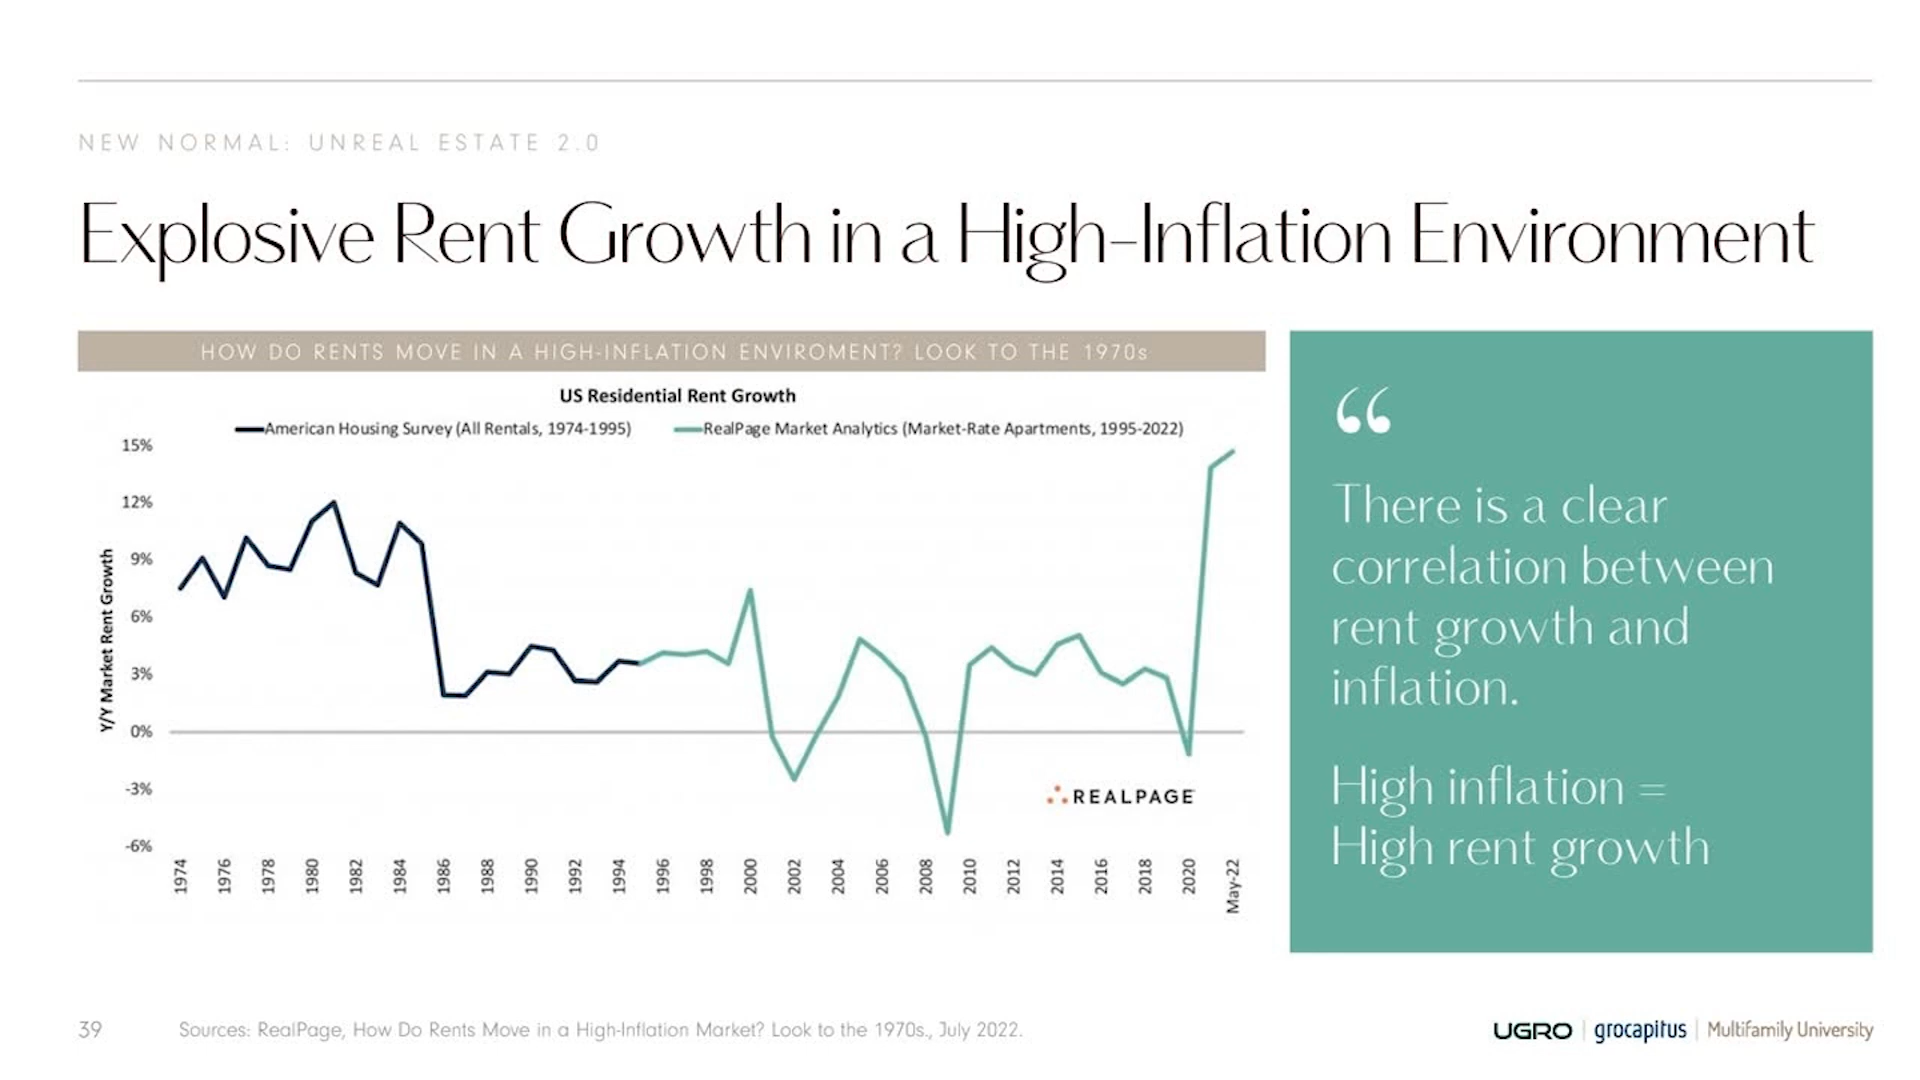 NEW NORMAL: UNREAL ESTATE 2.0
Explosive Rent Growth in a High-Inflation Environment
HOW DO RENTS MOVE IN A HIGH-INFLATION ENVIROMENT? LOOK TO THE 1970s
US Residential Rent Growth
American Housing Survey (All Rentals, 1974-1995)
RealPage Market Analytics (Market-Rate Apartments, 1995-2022)
Y/Y Market Rent Growth
15%
12%
9%
6%
3%
0%
-3%
-6%
REALPAGE
1974 1976 1978 1980 1982 1984 1986 1988 1990 1992 1994 1996 1998 2000 2002 2004 2006 2008 2010 2012 2014 2016 2018 2020 May-22
“
There is a clear
correlation between
rent growth and
inflation.
High inflation =
High rent growth
39
Sources: RealPage, How Do Rents Move in a High-Inflation Market? Look to the 1970s., July 2022.
UGRO | grocapitus | Multifamily University